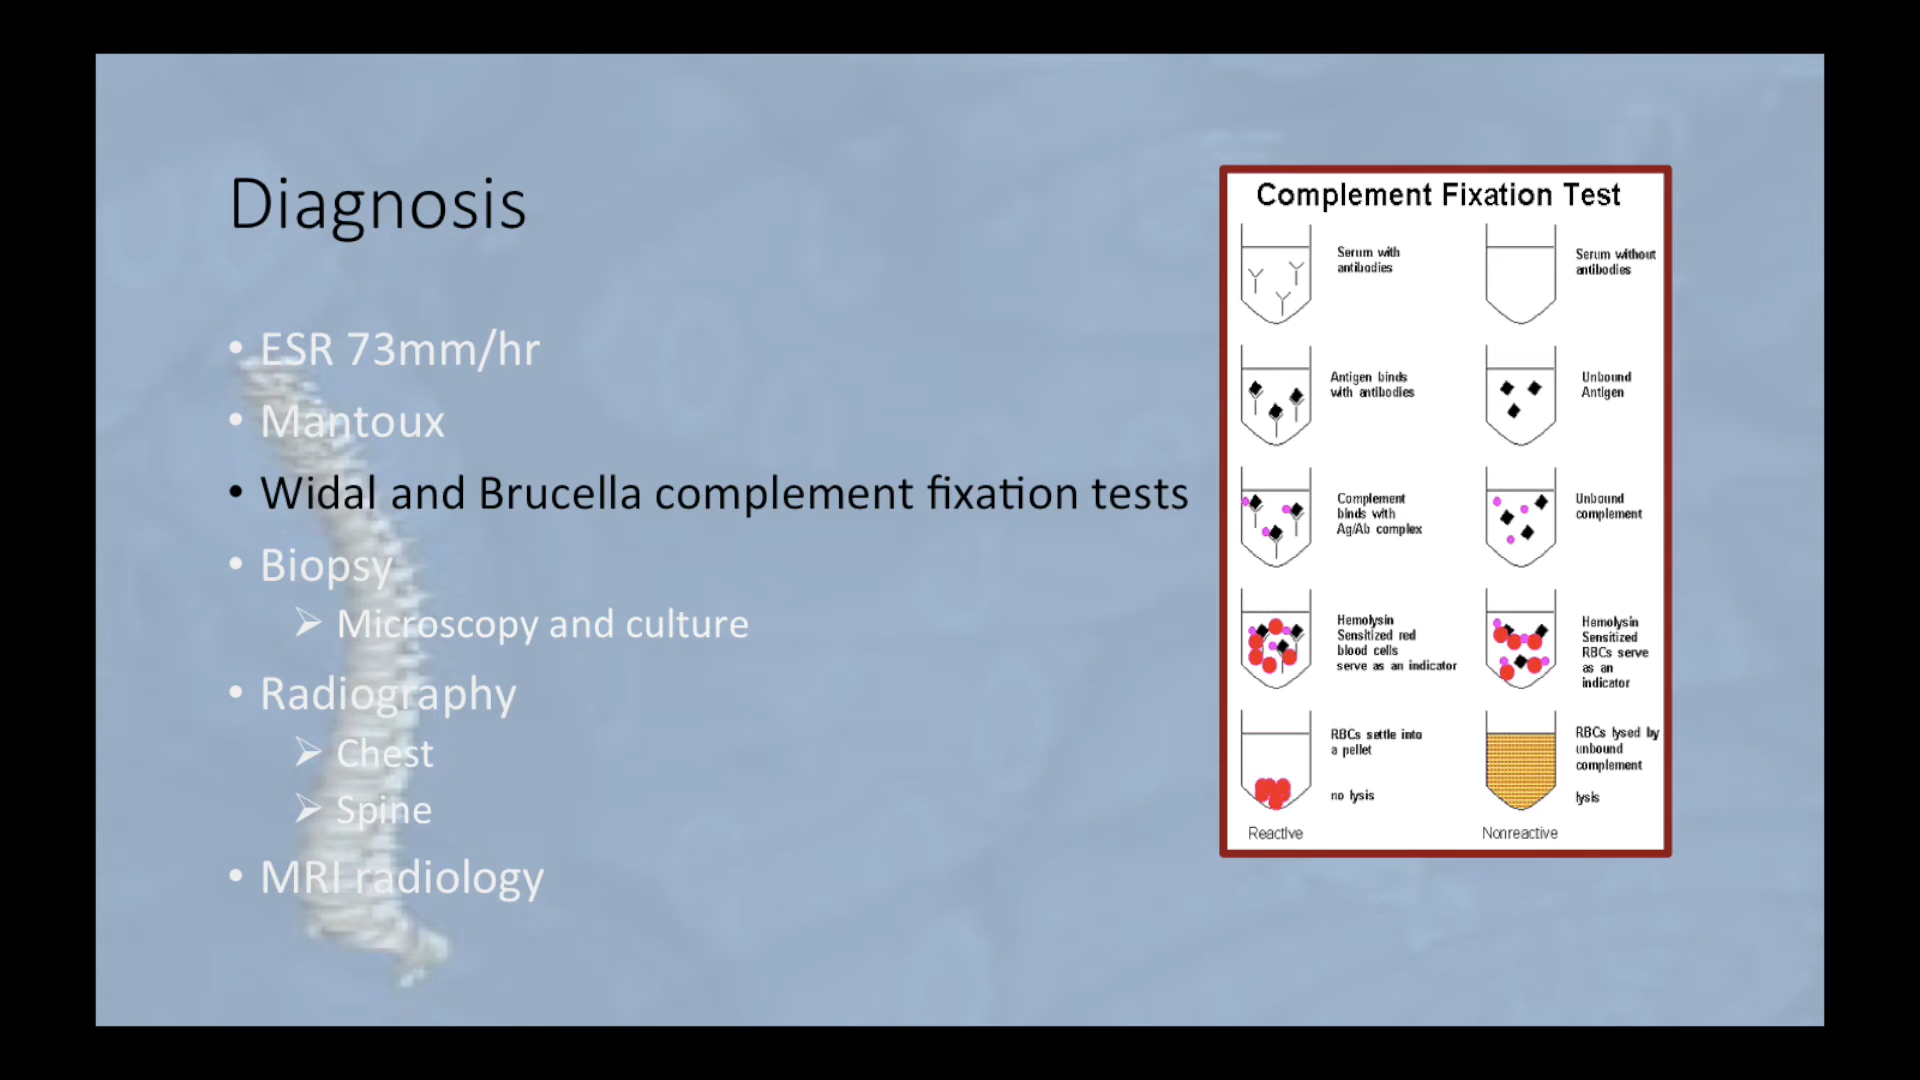 Diagnosis
• ESR 73mm/hr
• Mantoux
• Widal and Brucella complement fixation tests
• Biopsy
➢ Microscopy and culture
• Radiography
➢ Chest
➢ Spine
• MRI radiology
Complement Fixation Test
Serum with
antibodies
Serum without
antibodies
Antigen binds
with antibodies
Unbound
Antigen
Complement
binds with
Ag/Ab complex
Unbound
complement
Hemolysin
Sensitized red
blood cells
serve as an indicator
Hemolysin
Sensitized
RBCs serve
as an
indicator
RBCs settle into
a pellet
no lysis
RBCs lysed by
unbound
complement
lysis
Reactive
Nonreactive